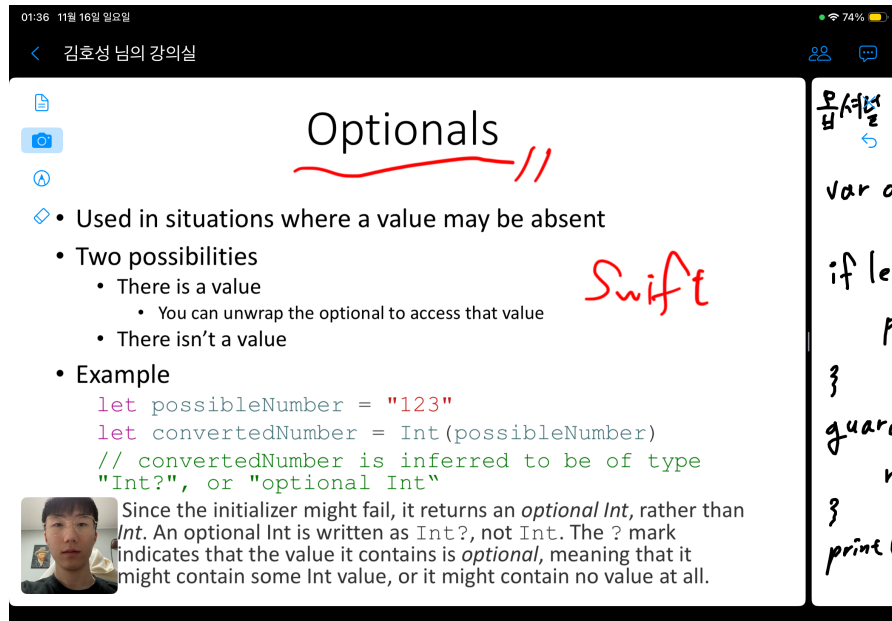 01:36 11월 16일 일요일
74%
김호성 님의 강의실
Optionals
• Used in situations where a value may be absent
• Two possibilities
• There is a value
• You can unwrap the optional to access that value
• There isn’t a value
Swift
• Example
let possibleNumber = "123"
let convertedNumber = Int(possibleNumber)
// convertedNumber is inferred to be of type
"Int?", or "optional Int“
Since the initializer might fail, it returns an optional Int, rather than
Int. An optional Int is written as Int?, not Int. The ? mark
indicates that the value it contains is optional, meaning that it
might contain some Int value, or it might contain no value at all.
옵셔널
var
if le
}
guar
}
print(